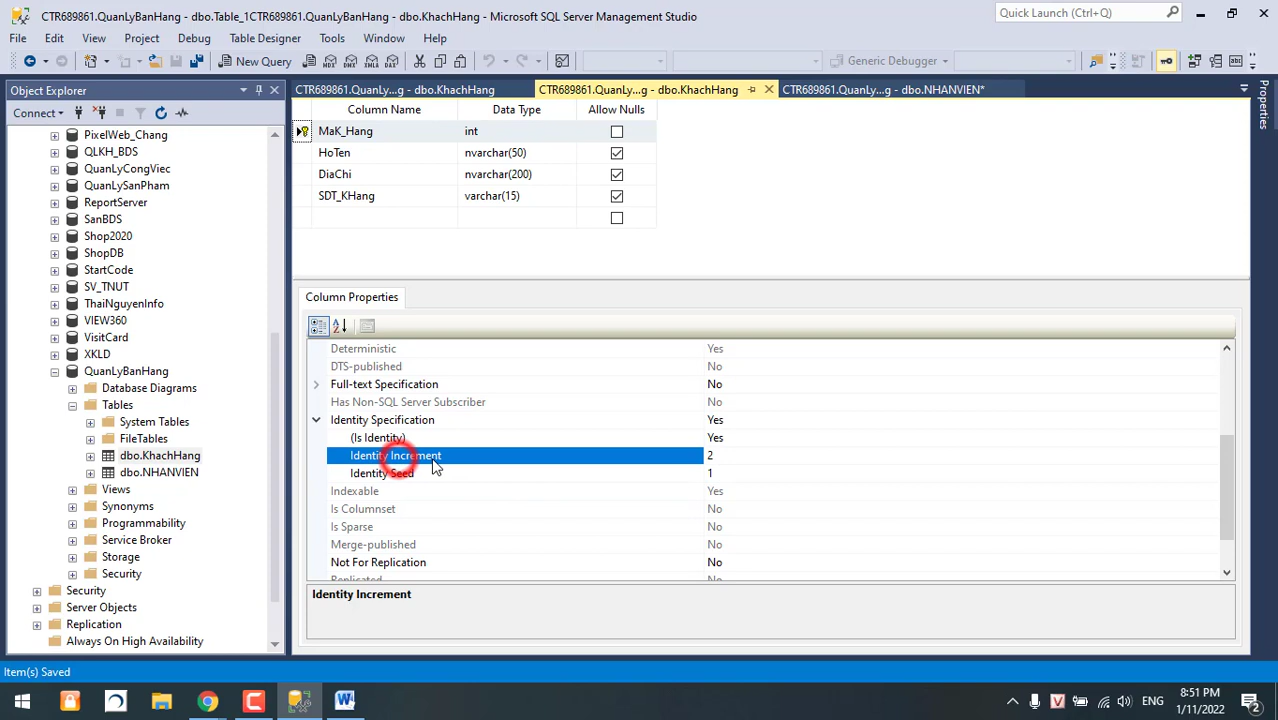 CTR689861.QuanLyBanHang - dbo.Table_1CTR689861.QuanLyBanHang - dbo.KhachHang - Microsoft SQL Server Management Studio
Quick Launch (Ctrl+Q)
File Edit View Project Debug Table Designer Tools Window Help
New Query
Generic Debugger
Object Explorer
Connect
PixelWeb_Chang
QLKH_BDS
QuanLyCongViec
QuanLySanPham
ReportServer
SanBDS
Shop2020
ShopDB
StartCode
SV_TNUT
ThaiNguyenInfo
VIEW360
VisitCard
XKLD
QuanLyBanHang
Database Diagrams
Tables
System Tables
FileTables
dbo.KhachHang
dbo.NHANVIEN
Views
Synonyms
Programmability
Service Broker
Storage
Security
Security
Server Objects
Replication
Always On High Availability
CTR689861.QuanLy...g - dbo.KhachHang
CTR689861.QuanLy...g - dbo.KhachHang
CTR689861.QuanLy...g - dbo.NHANVIEN*
Column Name Data Type Allow Nulls
MaK_Hang int
HoTen nvarchar(50)
DiaChi nvarchar(200)
SDT_KHang varchar(15)
Column Properties
Deterministic Yes
DTS-published No
Full-text Specification No
Has Non-SQL Server Subscriber No
Identity Specification Yes
(Is Identity) Yes
Identity Increment 2
Identity Seed 1
Indexable Yes
Is Columnset No
Is Sparse No
Merge-published No
Not For Replication No
Replicated No
Identity Increment
Properties
Item(s) Saved
ENG
8:51 PM
1/11/2022
2